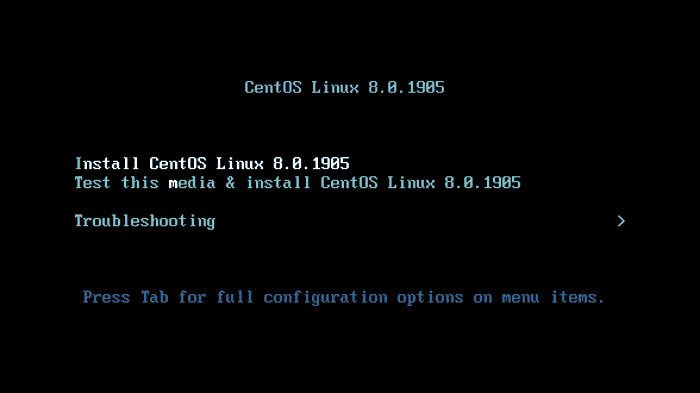 CentOS Linux 8.0.1905
Install CentOS Linux 8.0.1905
Test this media & install CentOS Linux 8.0.1905
Troubleshooting >
Press Tab for full configuration options on menu items.